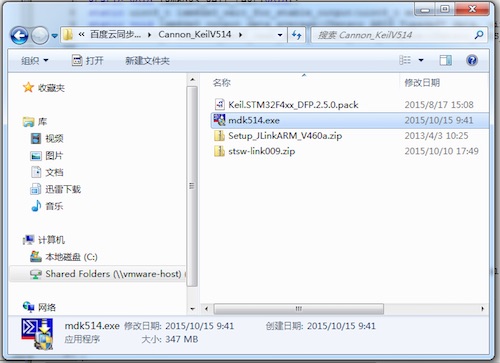 « 百度云同步... ▸ Cannon_KeilV514 ▸
搜索 Cannon_KeilV514
组织 打开 新建文件夹
名称 修改日期
收藏夹
库
视频
图片
文档
迅雷下载
音乐
计算机
本地磁盘 (C:)
Shared Folders (\\vmware-host)
网络
Keil.STM32F4xx_DFP.2.5.0.pack 2015/8/17 15:08
mdk514.exe 2015/10/15 9:41
Setup_JLinkARM_V460a.zip 2013/4/3 10:25
stsw-link009.zip 2015/10/10 17:49
mdk514.exe 修改日期: 2015/10/15 9:41 创建日期: 2015/10/15 9:41
应用程序 大小: 347 MB